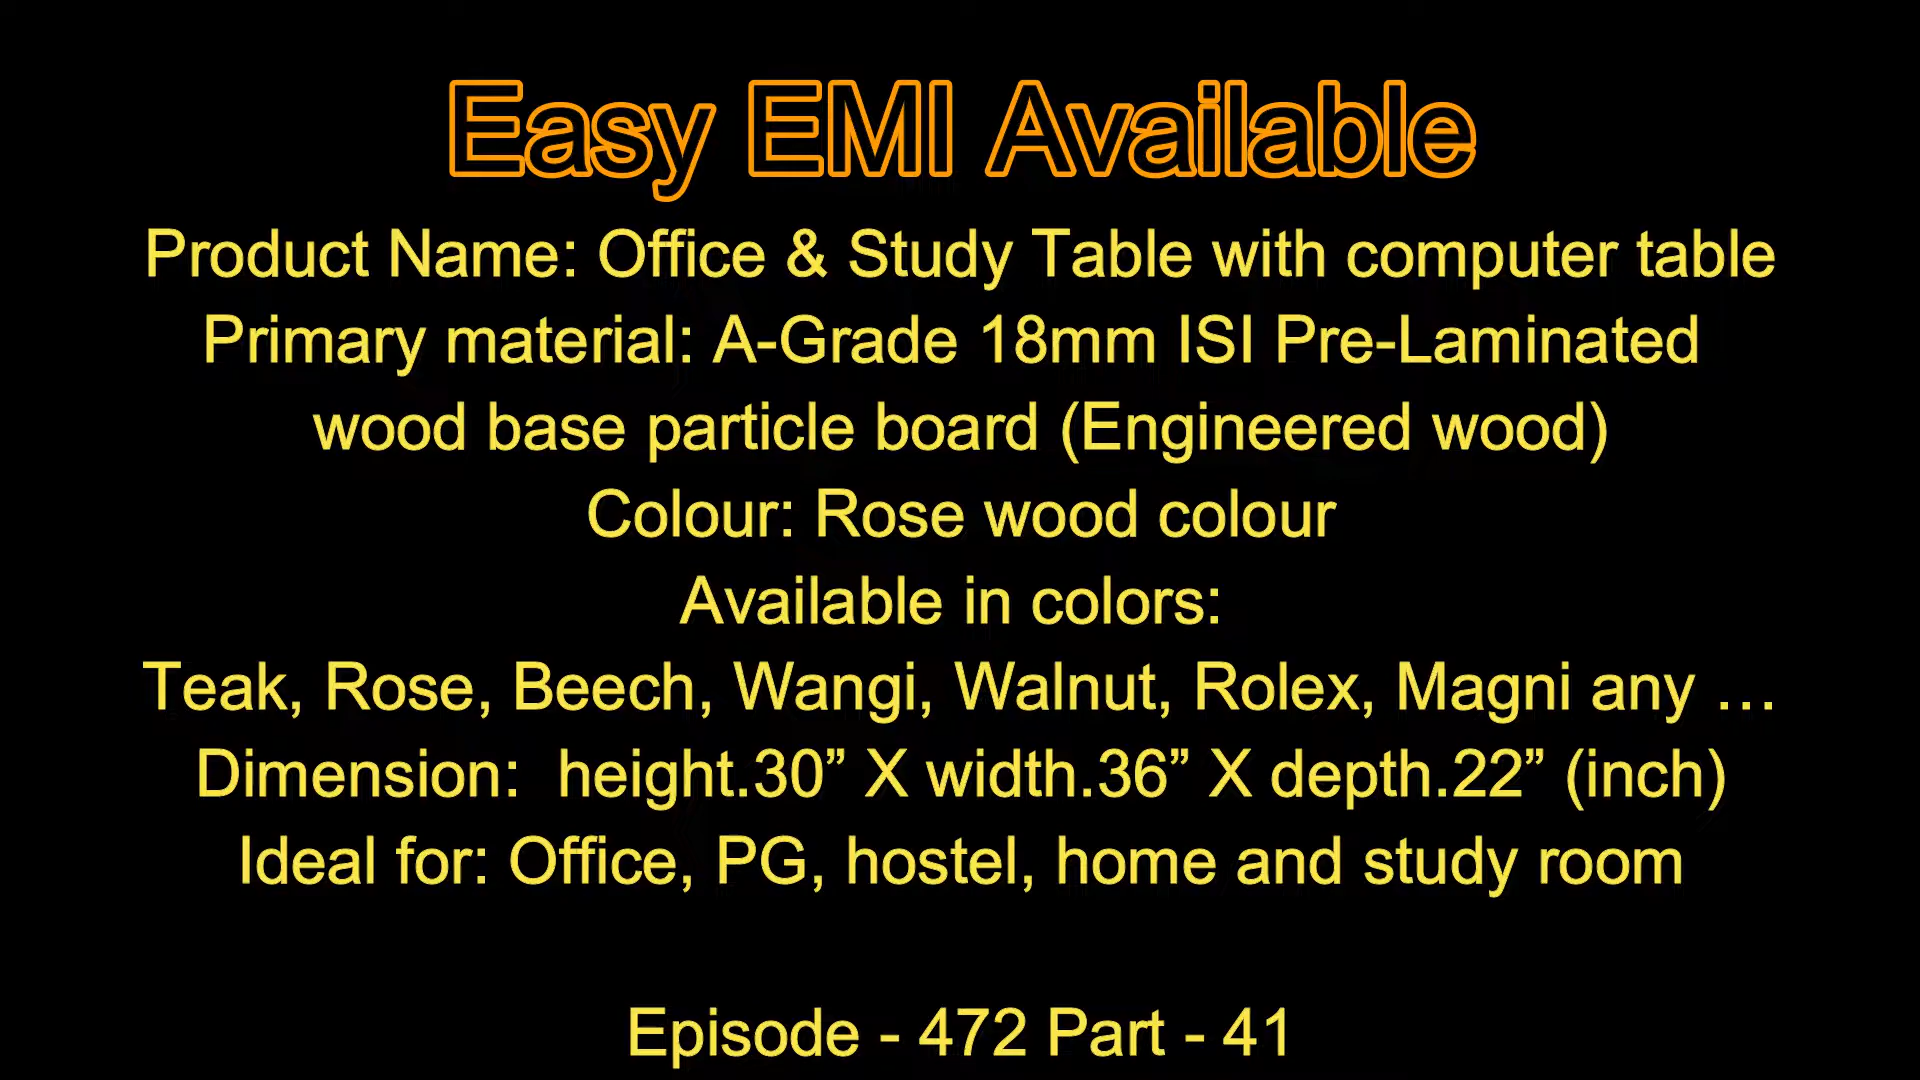 Easy EMI Available
Product Name: Office & Study Table with computer table
Primary material: A-Grade 18mm ISI Pre-Laminated
wood base particle board (Engineered wood)
Colour: Rose wood colour
Available in colors:
Teak, Rose, Beech, Wangi, Walnut, Rolex, Magni any …
Dimension:  height.30” X width.36” X depth.22” (inch)
Ideal for: Office, PG, hostel, home and study room
Episode - 472 Part - 41